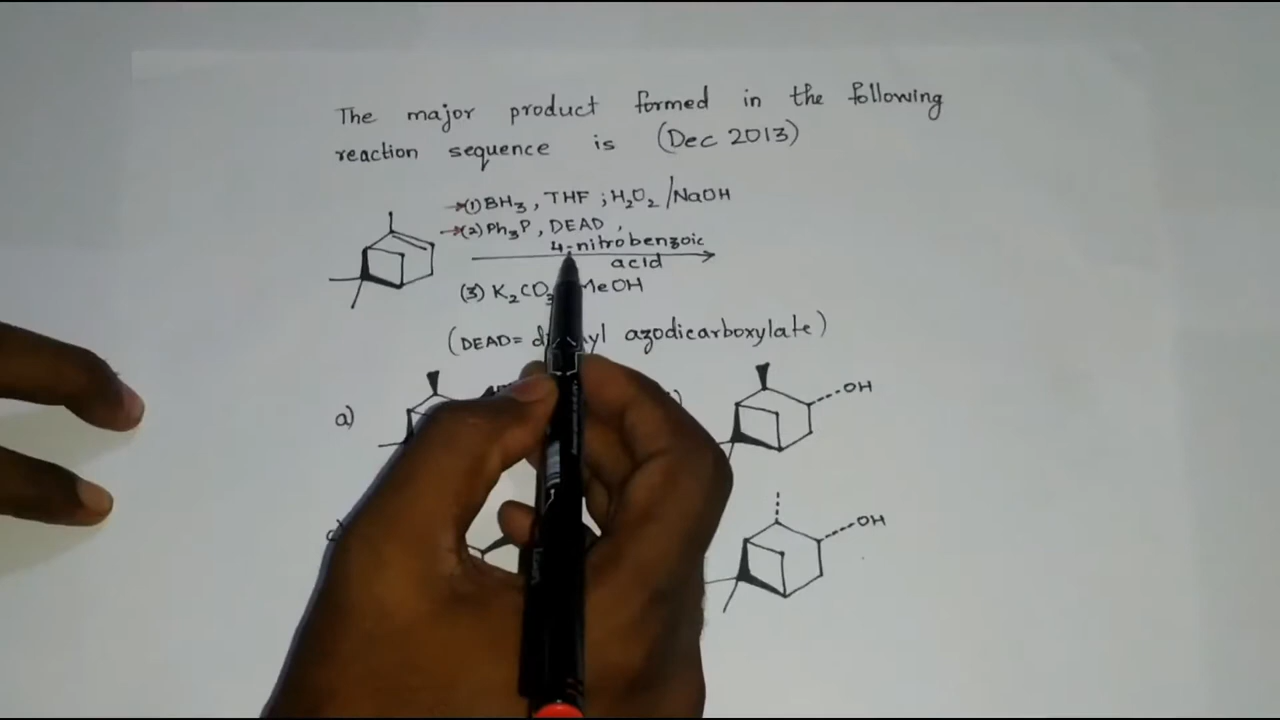 The major product formed in the following
reaction sequence is (Dec 2013)
→(1) BH3, THF ; H2O2 /NaOH
→(2) Ph3P, DEAD,
4-nitrobenzoic
acid
(3) K2CO3 MeOH
(DEAD= azodicarboxylate)
a)
OH
OH